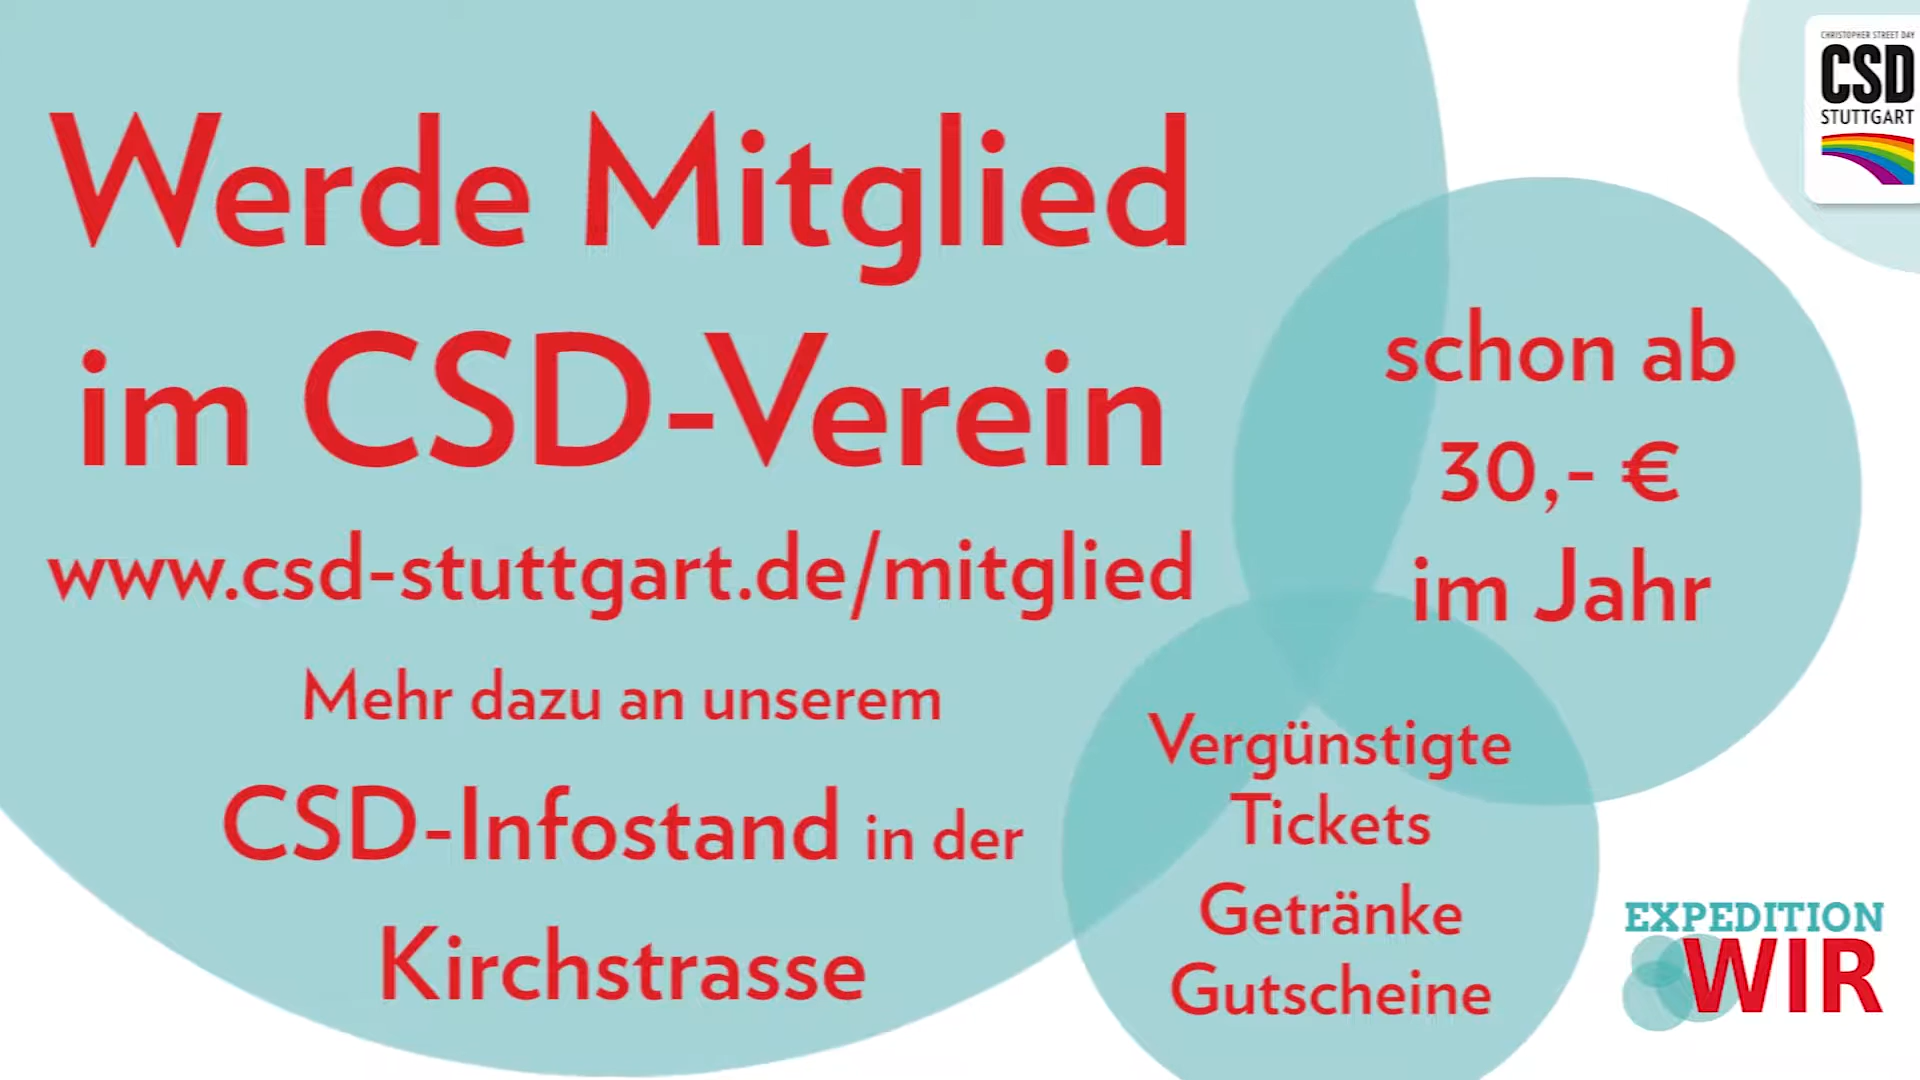 Werde Mitglied
im CSD-Verein
www.csd-stuttgart.de/mitglied
Mehr dazu an unserem
CSD-Infostand in der
Kirchstrasse
schon ab
30,- €
im Jahr
Vergünstigte
Tickets
Getränke
Gutscheine
CHRISTOPHER STREET DAY
CSD
STUTTGART
EXPEDITION
WIR